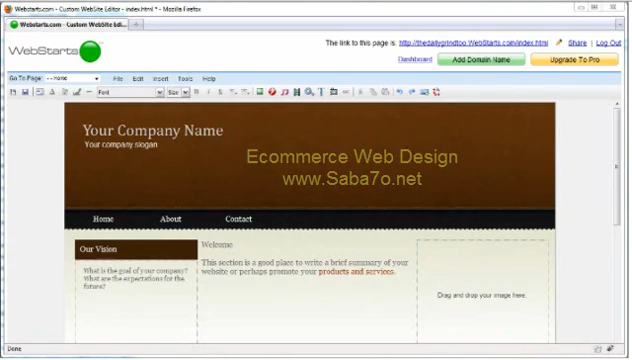 Webstarts.com - Custom WebSite Editor - index.html * - Mozilla Firefox
Webstarts.com - Custom WebSite Edi...
WebStarts
The link to this page is: http://thedailygrindtoo.WebStarts.com/index.html
Share | Log Out
Dashboard
Add Domain Name
Upgrade To Pro
Go To Page: -- none
File Edit Insert Tools Help
Font Size
Your Company Name
Your company slogan
Ecommerce Web Design
www.Saba7o.net
Home About Contact
Our Vision
What is the goal of your company?
What are the expectations for the
future?
Welcome
This section is a good place to write a brief summary of your
website or perhaps promote your products and services.
Drag and drop your image here.
Done